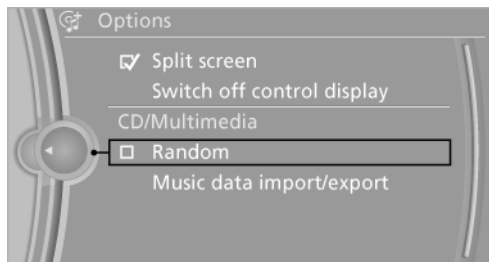 Options
Split screen
Switch off control display
CD/Multimedia
Random
Music data import/export